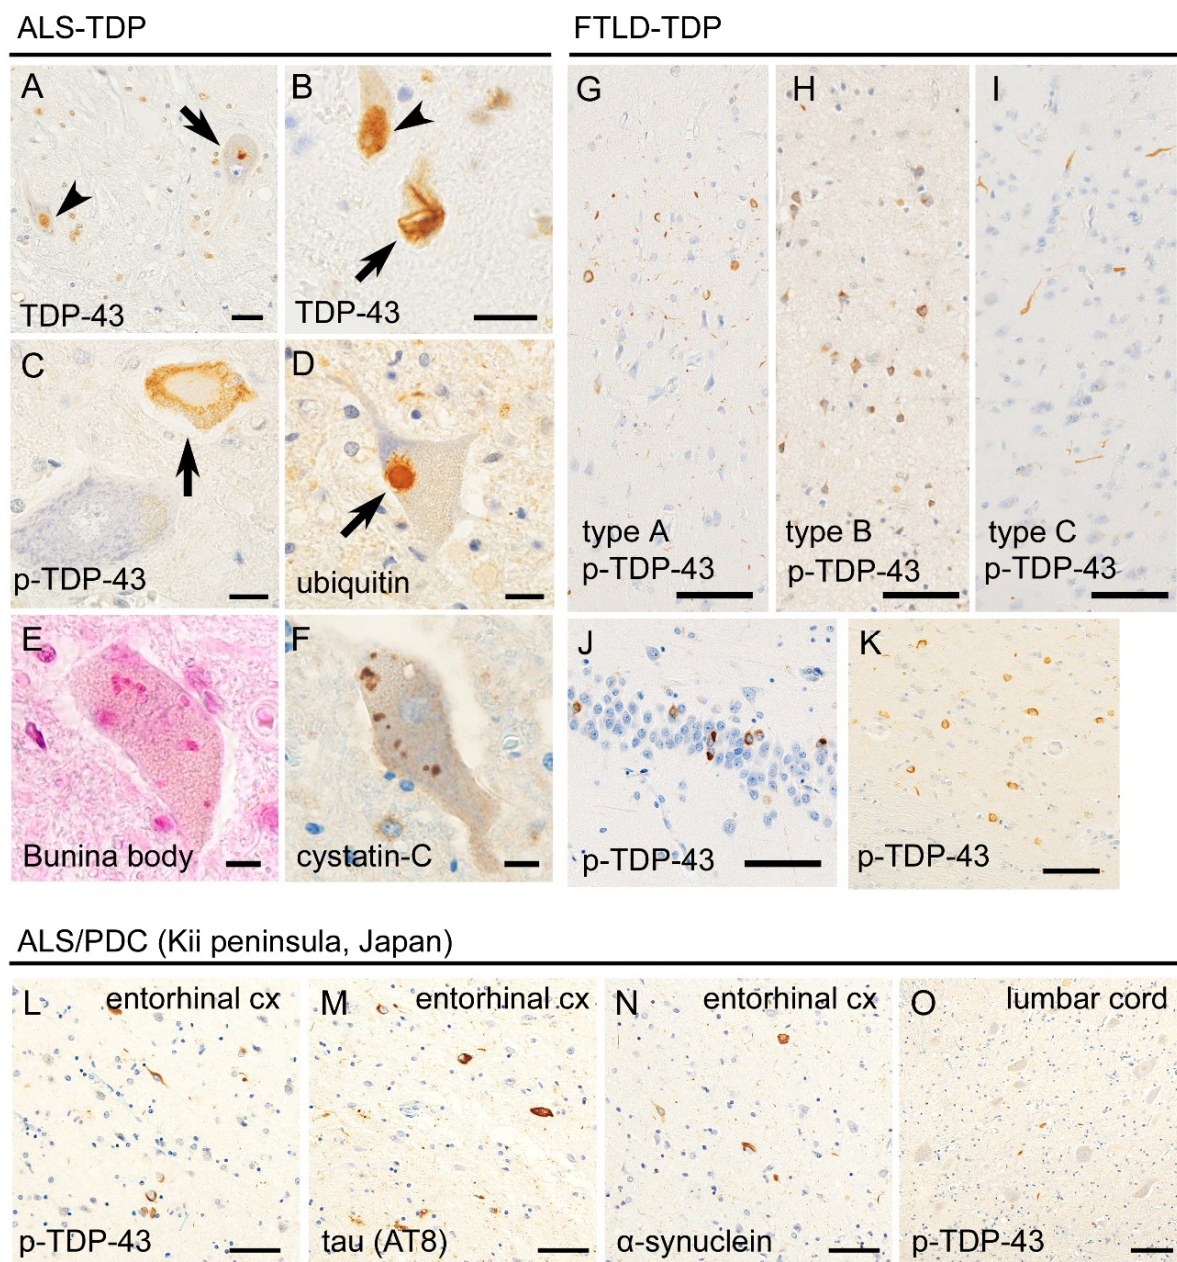 ALS-TDP
FTLD-TDP
A
TDP-43
B
TDP-43
C
p-TDP-43
D
ubiquitin
E
Bunina body
F
cystatin-C
G
type A
p-TDP-43
H
type B
p-TDP-43
I
type C
p-TDP-43
J
p-TDP-43
K
p-TDP-43
ALS/PDC (Kii peninsula, Japan)
L
entorhinal cx
p-TDP-43
M
entorhinal cx
tau (AT8)
N
entorhinal cx
α-synuclein
O
lumbar cord
p-TDP-43